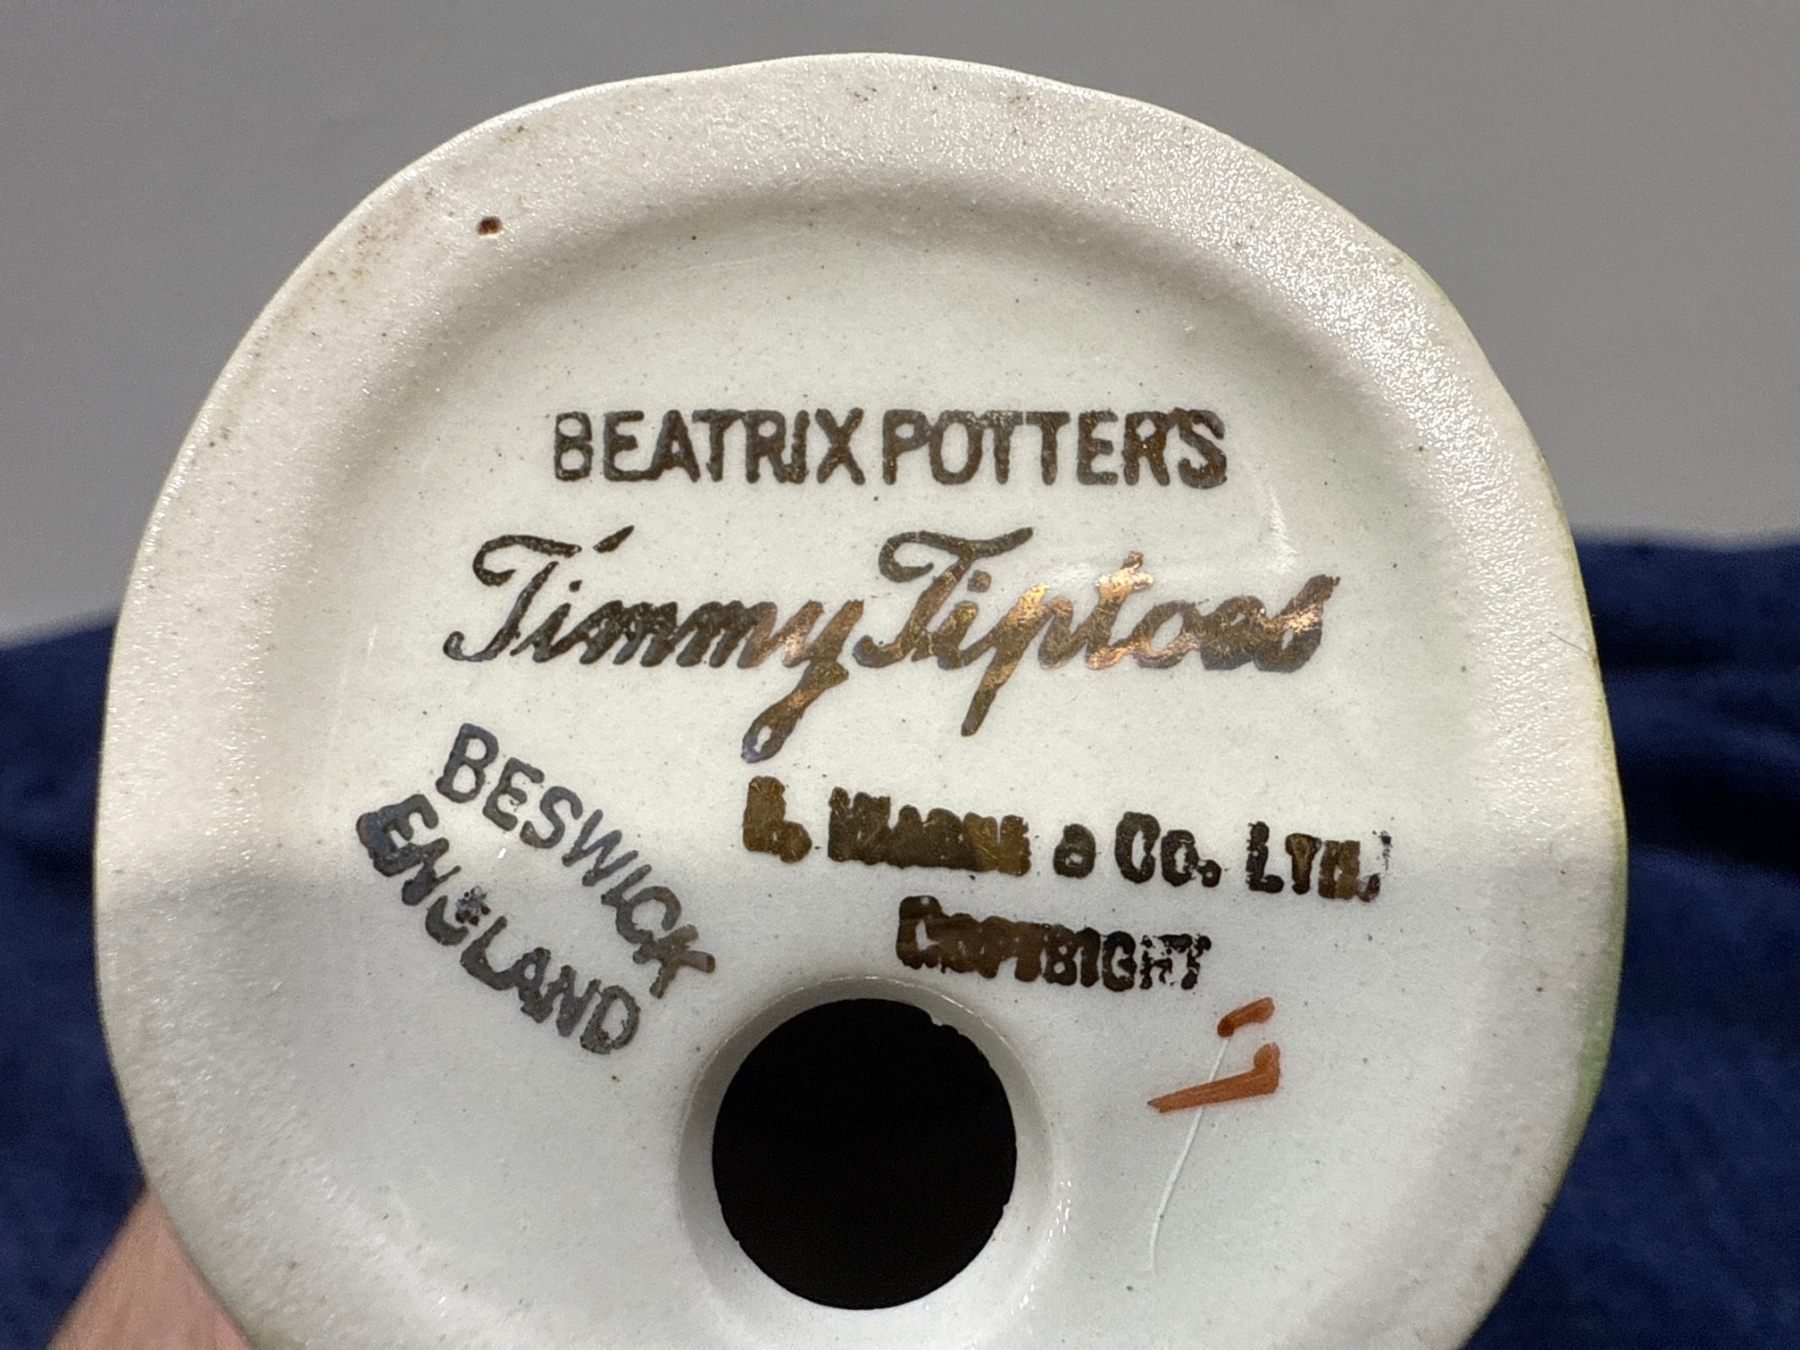 BEATRIX POTTER'S
Timmy Tiptoes
BESWICK
ENGLAND
& Co. LTD.
COPYRIGHT